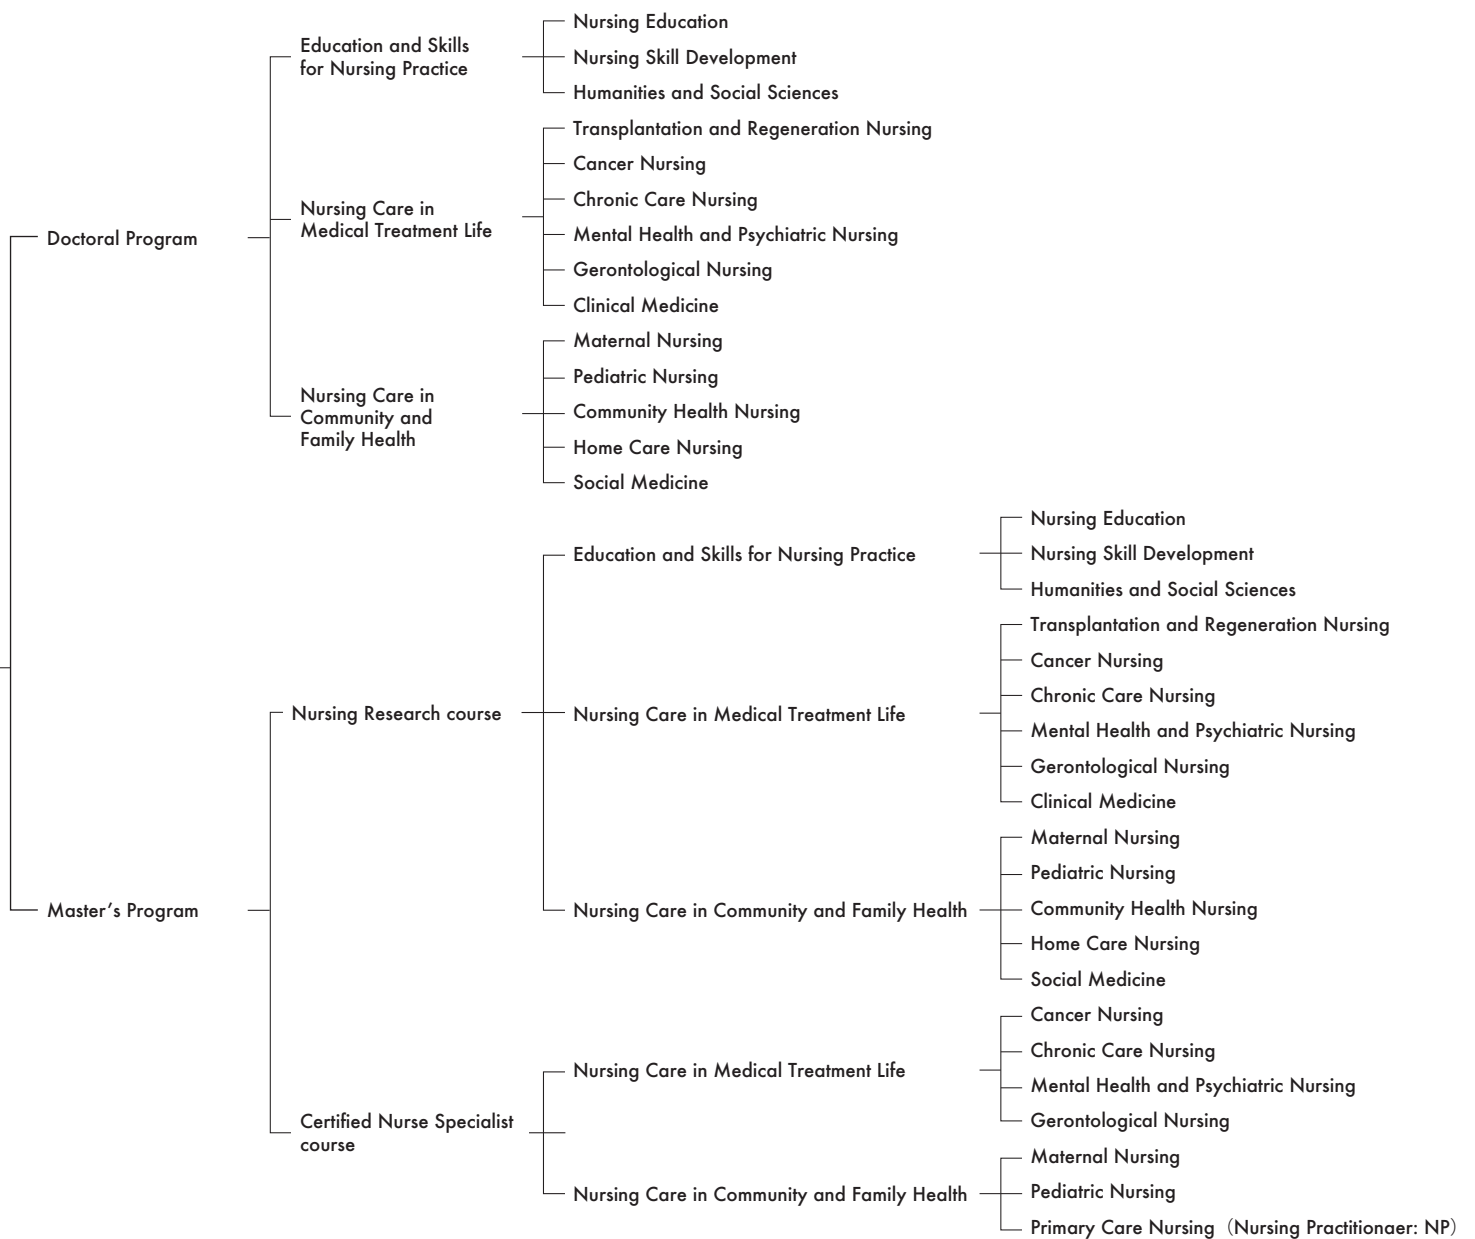 Doctoral Program
Education and Skills
for Nursing Practice
Nursing Education
Nursing Skill Development
Humanities and Social Sciences
Nursing Care in
Medical Treatment Life
Transplantation and Regeneration Nursing
Cancer Nursing
Chronic Care Nursing
Mental Health and Psychiatric Nursing
Gerontological Nursing
Clinical Medicine
Nursing Care in
Community and
Family Health
Maternal Nursing
Pediatric Nursing
Community Health Nursing
Home Care Nursing
Social Medicine
Master’s Program
Nursing Research course
Education and Skills for Nursing Practice
Nursing Education
Nursing Skill Development
Humanities and Social Sciences
Nursing Care in Medical Treatment Life
Transplantation and Regeneration Nursing
Cancer Nursing
Chronic Care Nursing
Mental Health and Psychiatric Nursing
Gerontological Nursing
Clinical Medicine
Nursing Care in Community and Family Health
Maternal Nursing
Pediatric Nursing
Community Health Nursing
Home Care Nursing
Social Medicine
Certified Nurse Specialist
course
Nursing Care in Medical Treatment Life
Cancer Nursing
Chronic Care Nursing
Mental Health and Psychiatric Nursing
Gerontological Nursing
Nursing Care in Community and Family Health
Maternal Nursing
Pediatric Nursing
Primary Care Nursing（Nursing Practitionaer: NP）